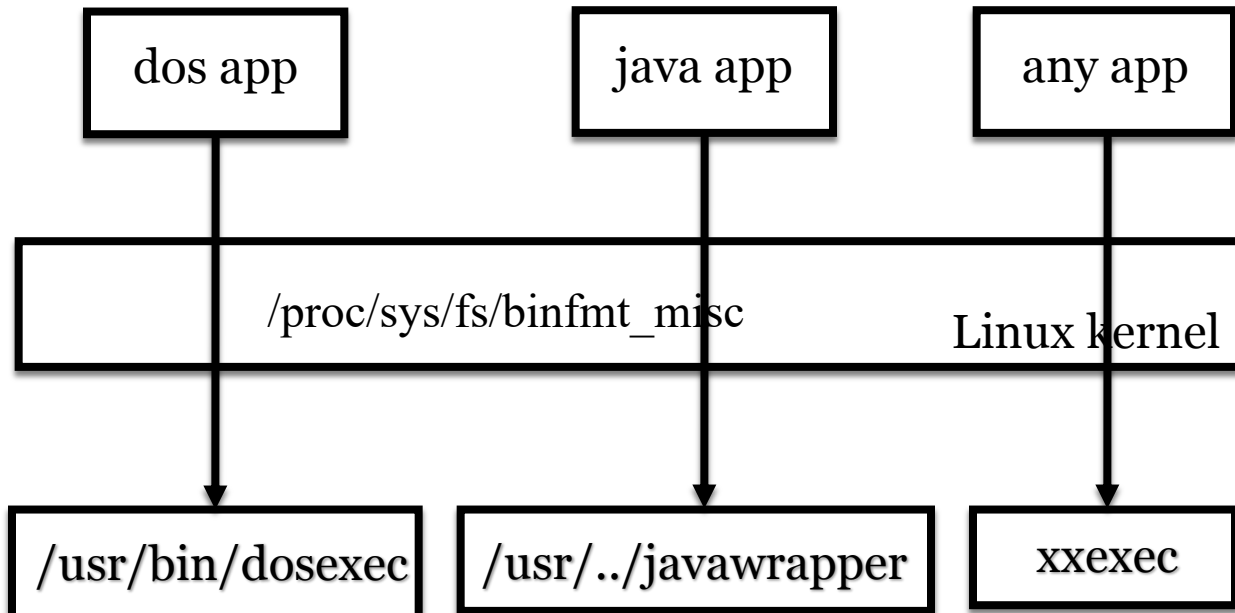 dos app
java app
any app
/proc/sys/fs/binfmt_misc
Linux kernel
/usr/bin/dosexec
/usr/../javawrapper
xxexec